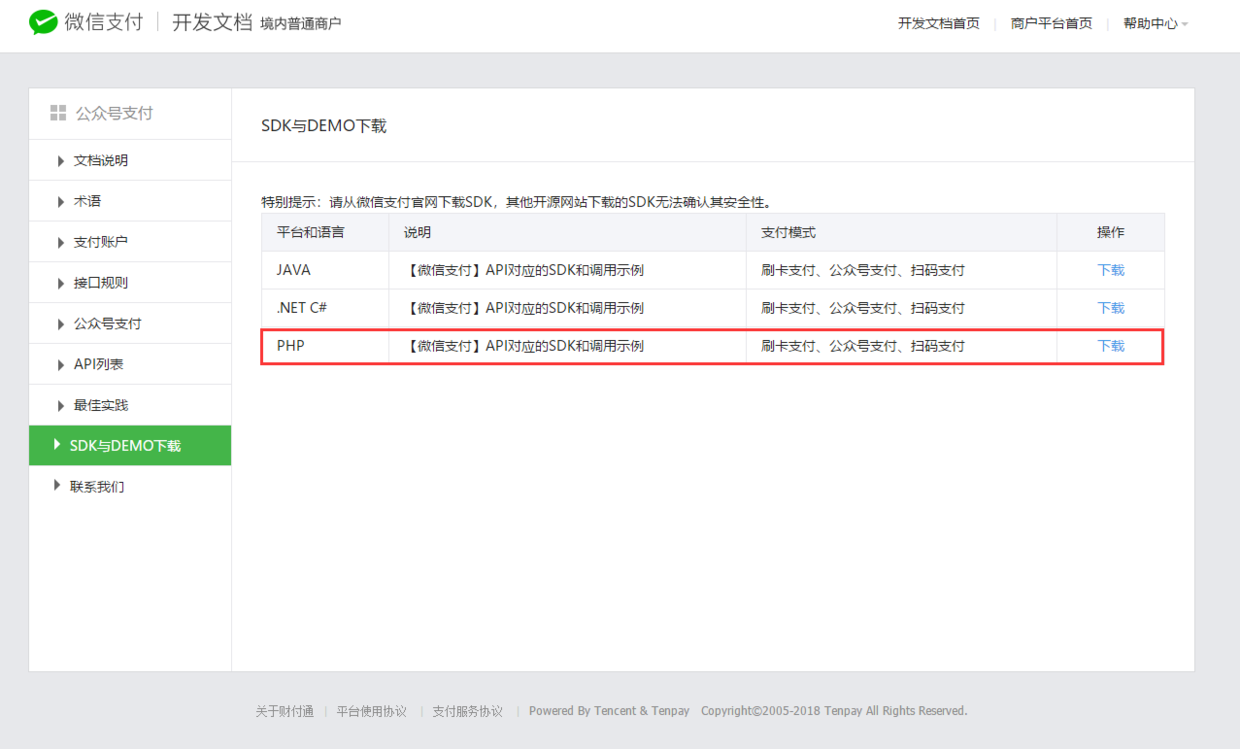 微信支付 开发文档 境内普通商户 开发文档首页 商户平台首页 帮助中心
公众号支付
文档说明
术语
支付账户
接口规则
公众号支付
API列表
最佳实践
SDK与DEMO下载
联系我们
SDK与DEMO下载
特别提示：请从微信支付官网下载SDK，其他开源网站下载的SDK无法确认其安全性。
平台和语言 说明 支付模式 操作
JAVA 【微信支付】API对应的SDK和调用示例 刷卡支付、公众号支付、扫码支付 下载
.NET C# 【微信支付】API对应的SDK和调用示例 刷卡支付、公众号支付、扫码支付 下载
PHP 【微信支付】API对应的SDK和调用示例 刷卡支付、公众号支付、扫码支付 下载
关于财付通 平台使用协议 支付服务协议 Powered By Tencent & Tenpay Copyright©2005-2018 Tenpay All Rights Reserved.